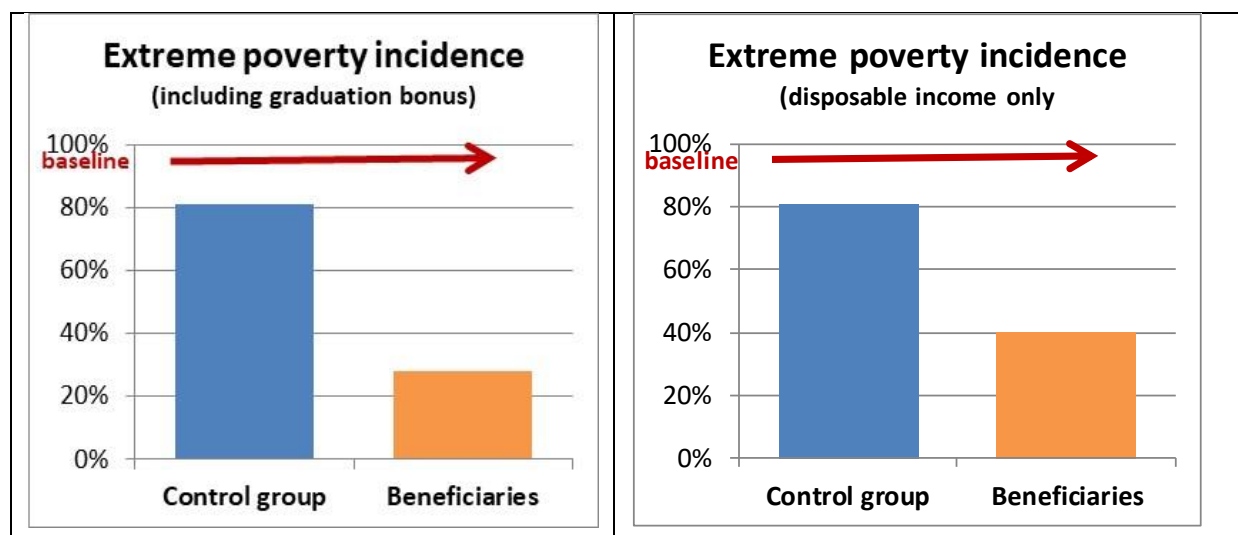 Extreme poverty incidence
(including graduation bonus)
100%
baseline
80%
60%
40%
20%
0%
Control group Beneficiaries
Extreme poverty incidence
(disposable income only
100%
baseline
80%
60%
40%
20%
0%
Control group Beneficiaries